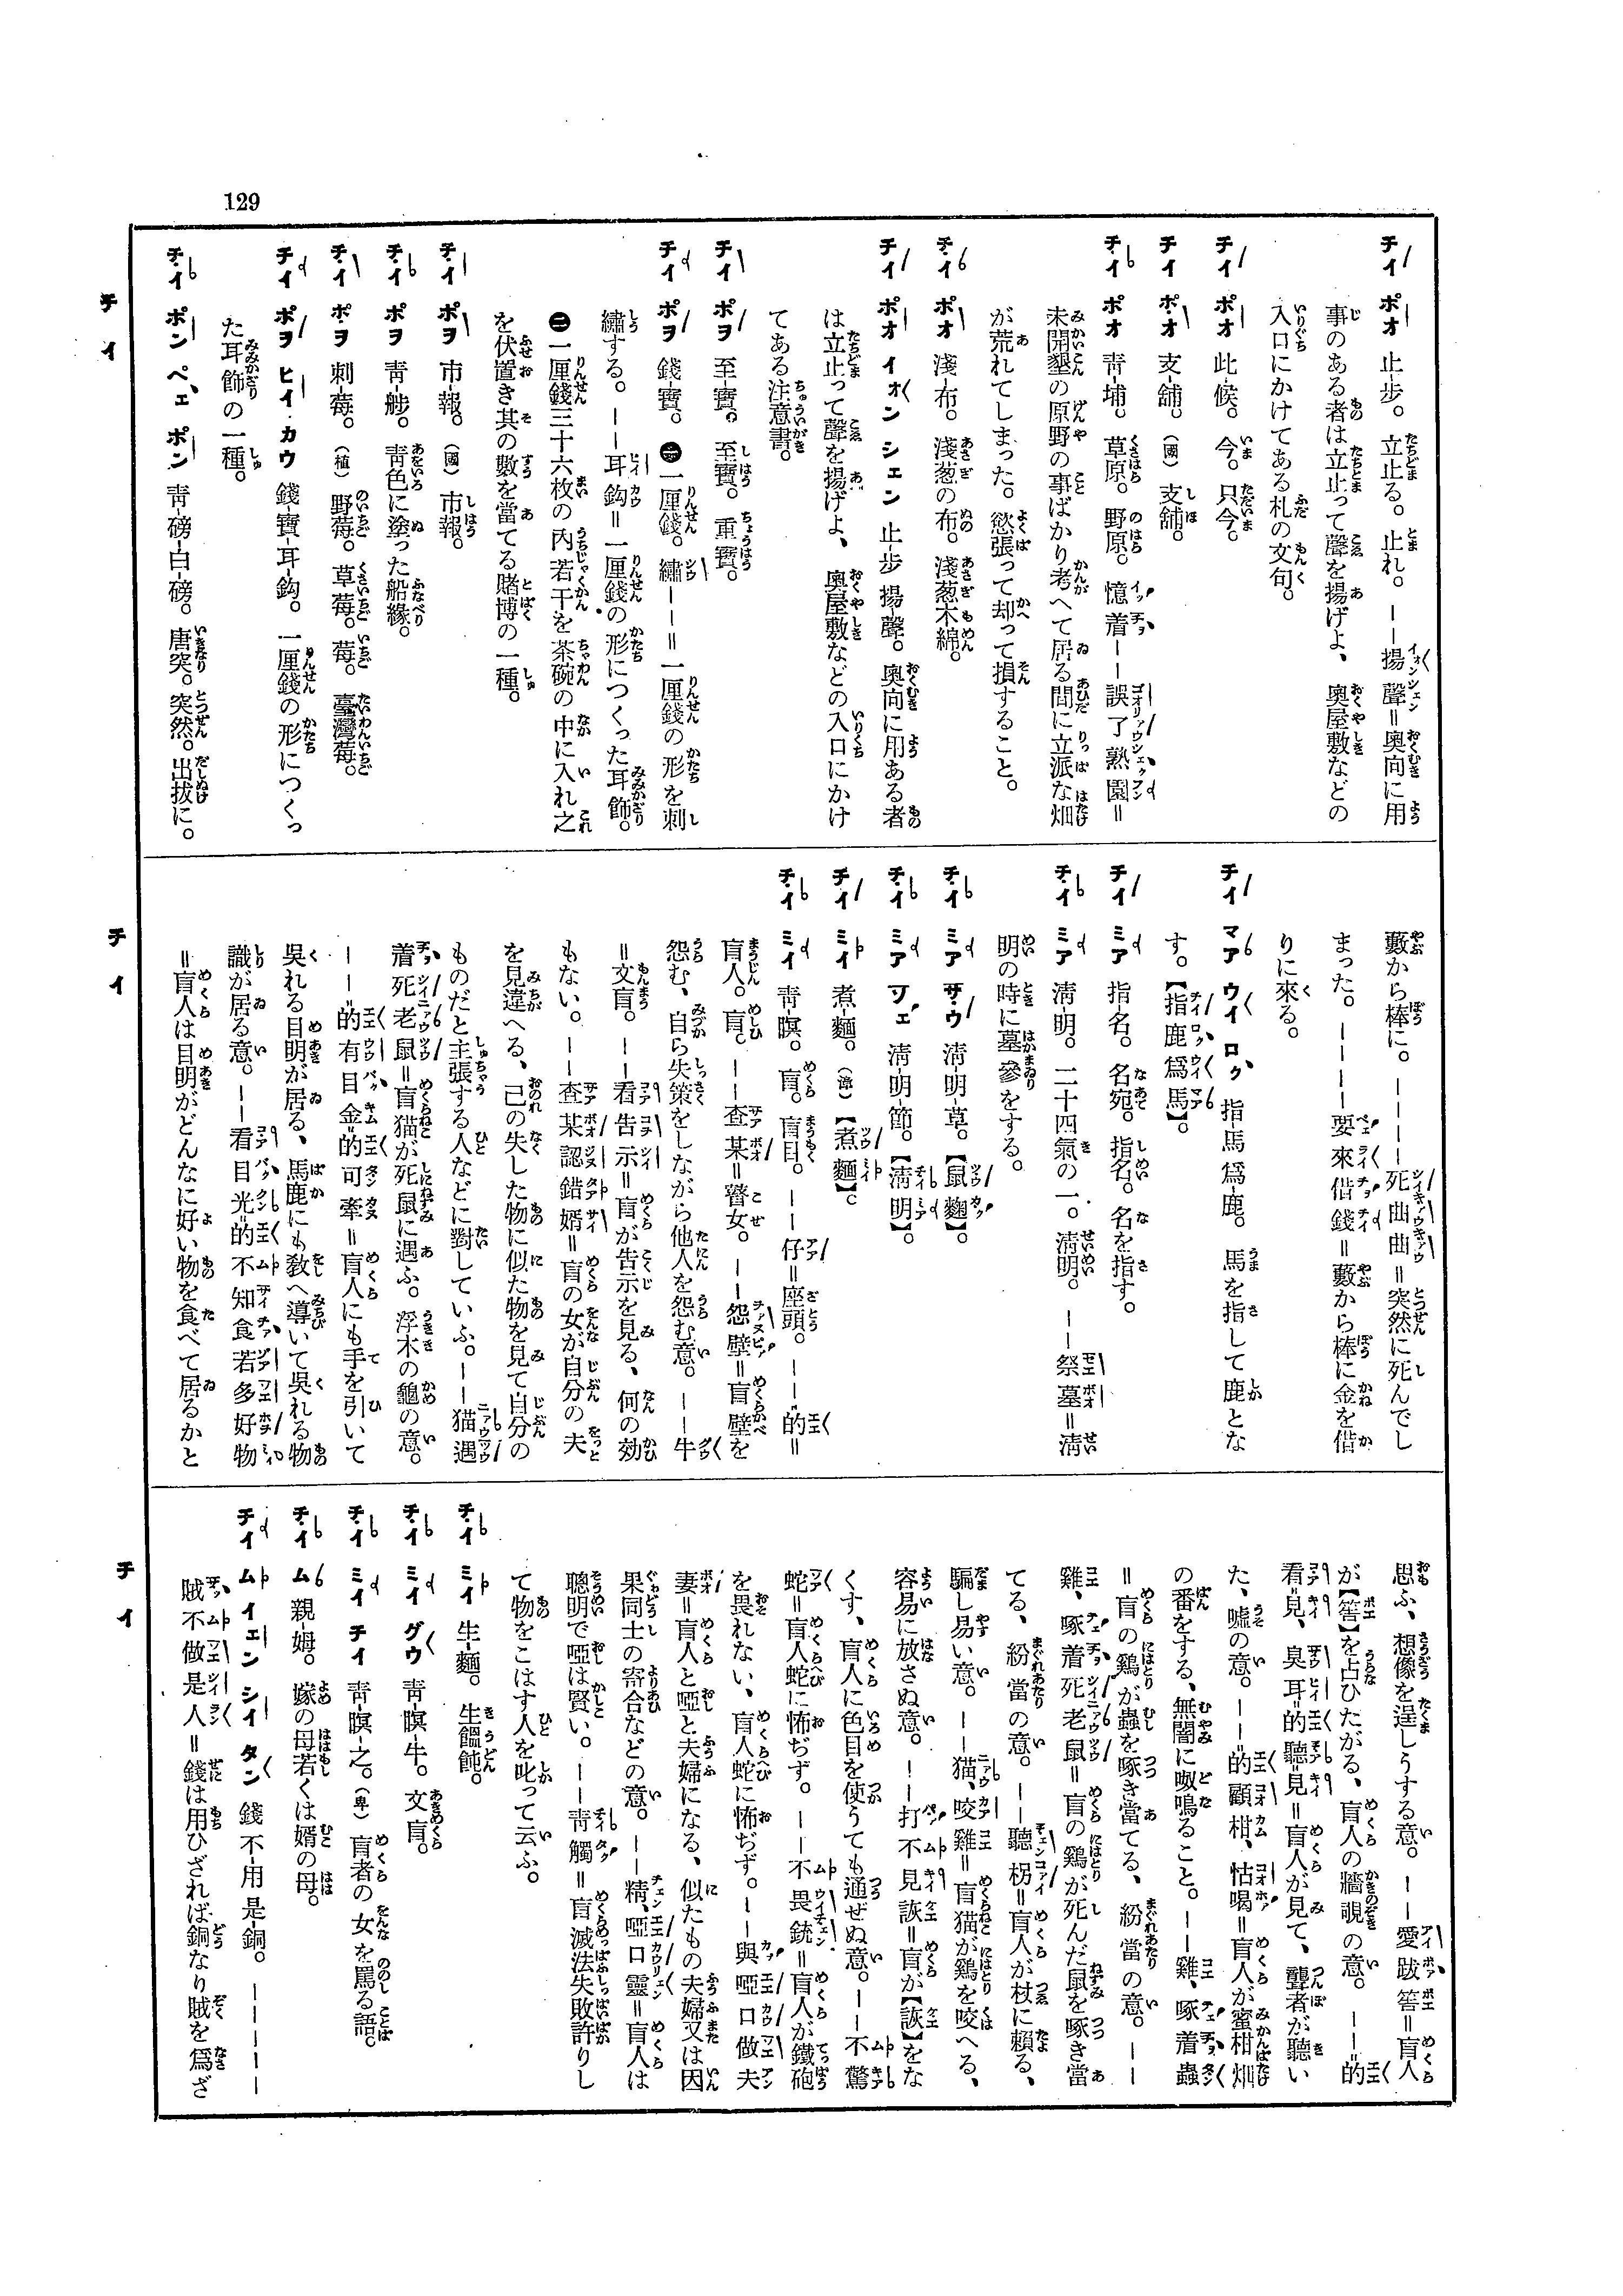 129
チイ ポオ 止-步。立止る。止れ。――揚聲=奧向に用
事のある者は立止って聲を揚げよ、奧屋敷などの
入口にかけてある札の文句。
チイ ポオ 此-候。今。只今。
チイ ポオ 支-舖。(國)支舖。
チイ ポオ 靑-埔。草原。野原。憶着――誤了熟園=
未開墾の原野の事ばかり考へて居る間に立派な畑
が荒れてしまった。慾張って却って損すること。
チイ ポオ 淺-布。淺葱の布。淺葱木綿。
チイ ポオ イオン シエン 止-步 揚-聲。奧向に用ある者
は立止って聲を揚げよ、奧屋敷などの入口にかけ
てある注意書。
チイ ポヲ 至-寶。至寶。重寶。
チイ ポヲ 錢-寶。㊀一厘錢。繡――=一厘錢の形を刺
繡する。――耳鈎=一厘錢の形につくった耳飾。
㊁一厘錢三十六枚の內若干を茶碗の中に入れ之
を伏置き其の數を當てる賭博の一種。
チイ ポヲ 市-報。(國)市報。
チイ ポヲ 靑-𦨭。靑色に塗った船緣。
チイ ポヲ 刺-莓。(植)野莓。草莓。莓。臺灣莓。
チイ ポヲ ヒイ カウ 錢-寶-耳-鈎。一厘錢の形につくっ
た耳飾の一種。
チイ ポン ペエ ポン 靑-磅-白-磅。唐突。突然。出拔に。
チイ
藪から棒に。――――死曲曲=突然に死んでし
まった。――――要來偕錢=藪から棒に金を偕
りに來る。
チイ マア ウイ ロク 指-馬 爲-鹿。馬を指して鹿とな
す。【指鹿爲馬】。
チイ ミア 指-名。名宛。指名。名を指す。
チイ ミア 淸-明。二十四氣の一。淸明。――祭墓=淸
明の時に墓參をする。
チイ ミア サウ 淸-明-草。【鼠麴】。
チイ ミア ツエ 淸-明-節。【淸明】。
チイ ミイ 煮-麵。(漳)【煮麵】。
チイ ミイ 靑-瞑。盲。盲目。――仔=座頭。――的=
盲人。盲。――査某=瞽女。――怨壁=盲壁を
怨む、自ら失策をしながら他人を怨む意。――牛
=文盲。――看告示=盲が告示を見る、何の効
もない。――査某認錯婿=盲の女が自分の夫
を見違へる、己の失した物に似た物を見て自分の
ものだと主張する人などに對していふ。――猫遇
着死老鼠=盲猫が死鼠に遇ふ。浮木の龜の意。
――的有目金的可牽=盲人にも手を引いて
吳れる目明が居る、馬鹿にも敎へ導いて吳れる物
識が居る意。――看目光的不知食若多好物
=盲人は目明がどんなに好い物を食べて居るかと
チイ
思ふ、想像を逞しうする意。――愛跋筶=盲人
が【筶】を占ひたがる、盲人の牆覗の意。――的
看見、臭耳的聽見=盲人が見て、聾者が聽い
た、噓の意。――的顧柑、怙喝=盲人が蜜柑畑
の番をする、無闇に呶鳴ること。――雞、啄着蟲
=盲の鷄が蟲を啄き當てる、紛當の意。――
雞、啄着死老鼠=盲の鷄が死んだ鼠を啄き當
てる、紛當の意。――聽柺=盲人が杖に賴る、
騙し易い意。――猫、咬雞=盲猫が鷄を咬へる、
容易に放さぬ意。――打不見詼=盲が【詼】をな
くす、盲人に色目を使うても通ぜぬ意。――不驚
蛇=盲人蛇に怖ぢず。――不畏銃=盲人が鐵砲
を畏れない、盲人蛇に怖ぢず。――與啞口做夫
妻=盲人と啞と夫婦になる、似たもの夫婦又は因
果同士の寄合などの意。――精、啞口靈=盲人は
聰明で啞は賢い。――靑觸=盲滅法失敗許りし
て物をこはす人を叱って云ふ。
チイ ミイ 生-麵。生饂飩。
チイ ミイ グウ 靑-瞑-牛。文盲。
チイ ミイ チイ 靑-瞑-之。(卑)盲者の女を罵る語。
チイ ム 親-姆。嫁の母若くは婿の母。
チイ ムイエン シイ タン 錢 不-用 是-銅。――――
賊不做是人=錢は用ひざれば銅なり賊を爲ざ
チイ